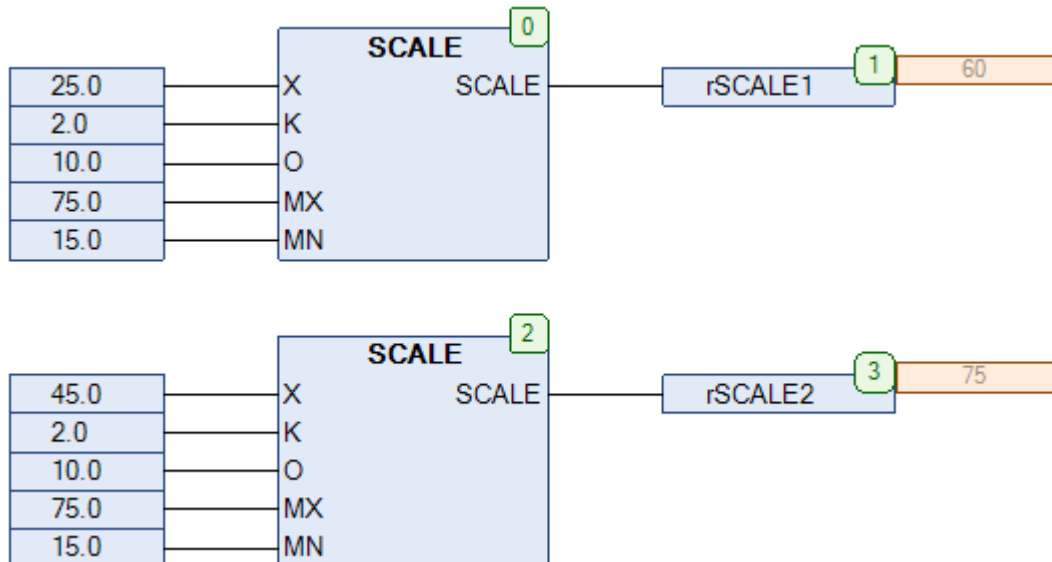 0
SCALE
1 60
25.0 X SCALE rSCALE1
2.0 K
10.0 O
75.0 MX
15.0 MN
2
SCALE
3 75
45.0 X SCALE rSCALE2
2.0 K
10.0 O
75.0 MX
15.0 MN